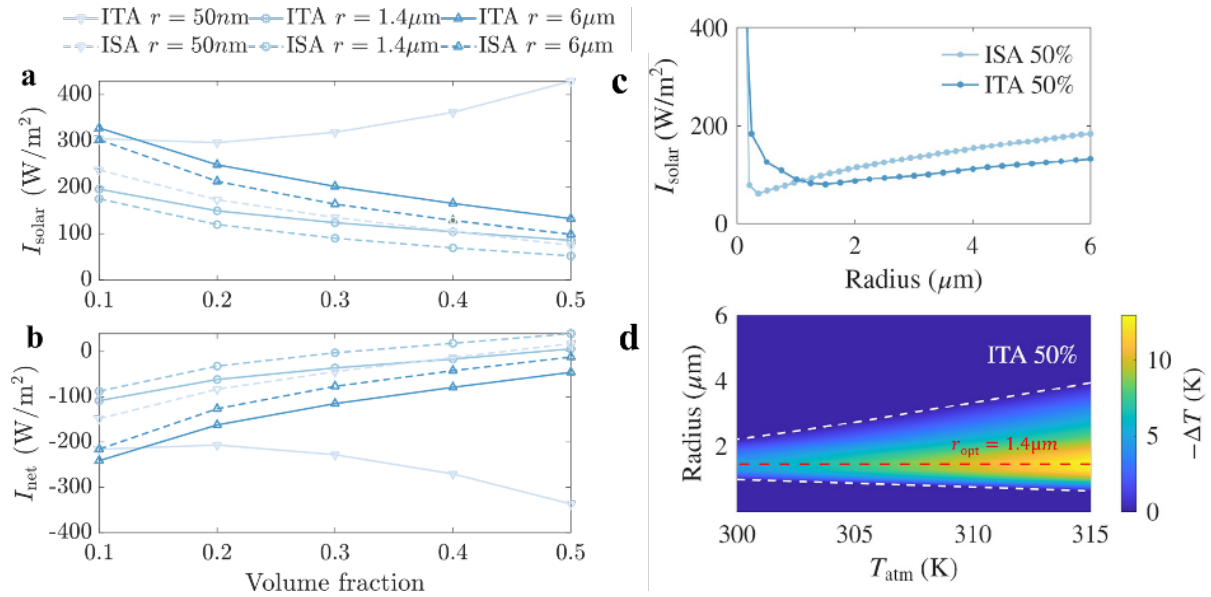 ITA r = 50nm ITA r = 1.4μm ITA r = 6μm
ISA r = 50nm ISA r = 1.4μm ISA r = 6μm
a
I_solar (W/m²)
400
300
200
100
0
0.1 0.2 0.3 0.4 0.5
b
I_net (W/m²)
0
-100
-200
-300
-400
0.1 0.2 0.3 0.4 0.5
Volume fraction
c
I_solar (W/m²)
400
200
0
ISA 50%
ITA 50%
0 2 4 6
Radius (μm)
d
Radius (μm)
6
4
2
ITA 50%
r_opt = 1.4μm
300 305 310 315
T_atm (K)
10
5
0
−ΔT (K)